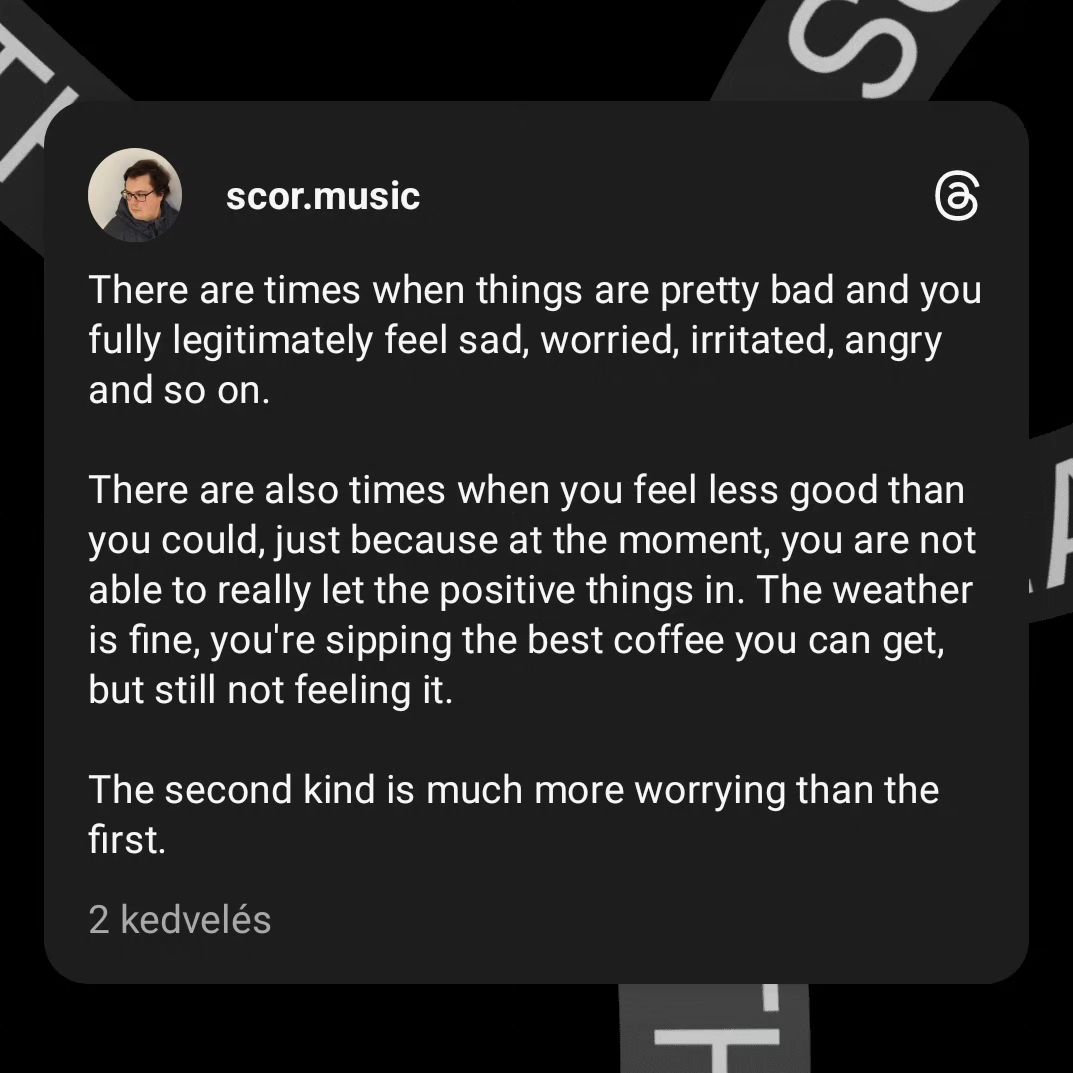 scor.music
There are times when things are pretty bad and you
fully legitimately feel sad, worried, irritated, angry
and so on.
There are also times when you feel less good than
you could, just because at the moment, you are not
able to really let the positive things in. The weather
is fine, you're sipping the best coffee you can get,
but still not feeling it.
The second kind is much more worrying than the
first.
2 kedvelés